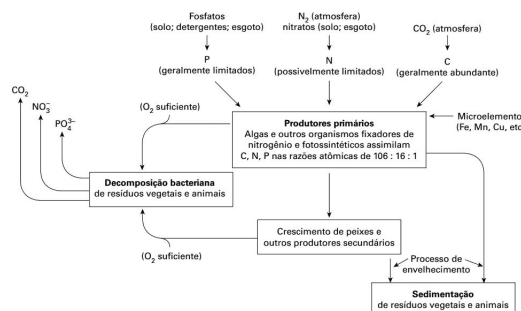 Fosfatos
(solo; detergentes; esgoto)
N₂ (atmosfera)
nitratos (solo; esgoto)
CO₂ (atmosfera)
P
(geralmente limitados)
N
(possivelmente limitados)
C
(geralmente abundante)
CO₂
NO₃⁻
PO₄³⁻
(O₂ suficiente)
Produtores primários
Algas e outros organismos fixadores de
nitrogênio e fotossintéticos assimilam
C, N, P nas razões atômicas de 106 : 16 : 1
Microelemento
(Fe, Mn, Cu, etc
Decomposição bacteriana
de resíduos vegetais e animais
Crescimento de peixes e
outros produtores secundários
(O₂ suficiente)
Processo de
envelhecimento
Sedimentação
de resíduos vegetais e animais